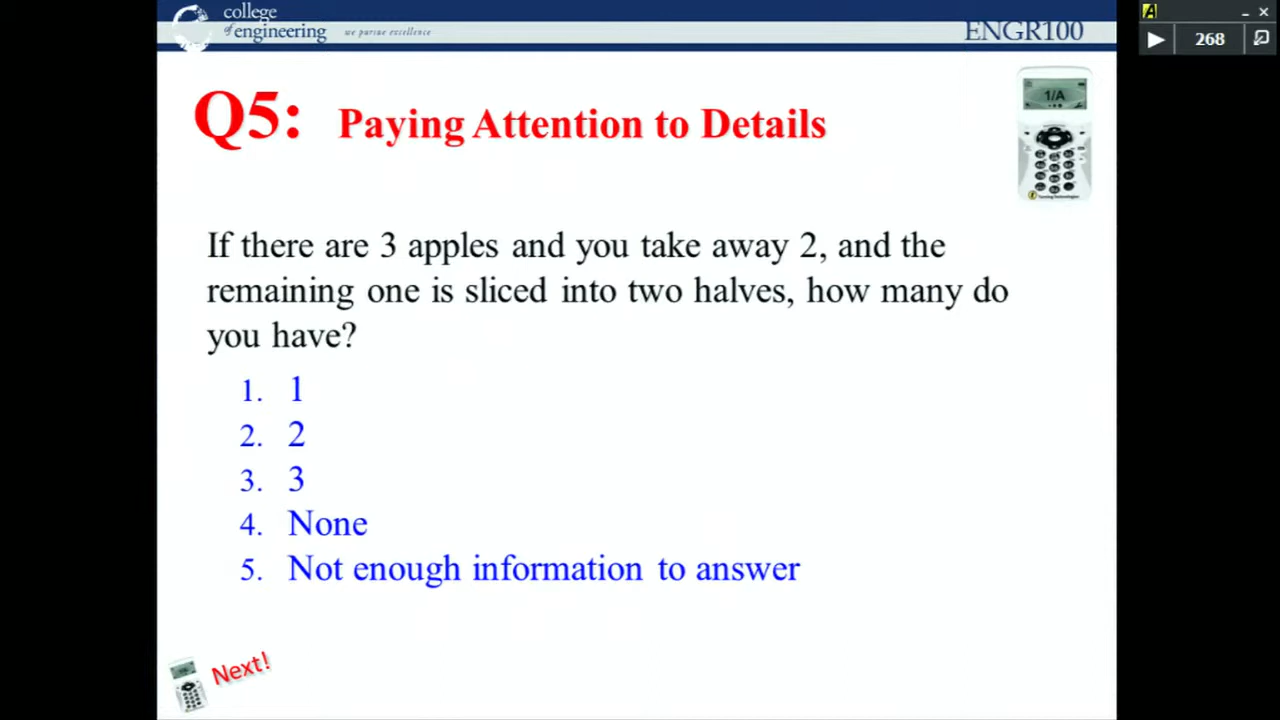 college
of engineering we pursue excellence
ENGR100
268
1/A
Q5: Paying Attention to Details
If there are 3 apples and you take away 2, and the
remaining one is sliced into two halves, how many do
you have?
1. 1
2. 2
3. 3
4. None
5. Not enough information to answer
Next!